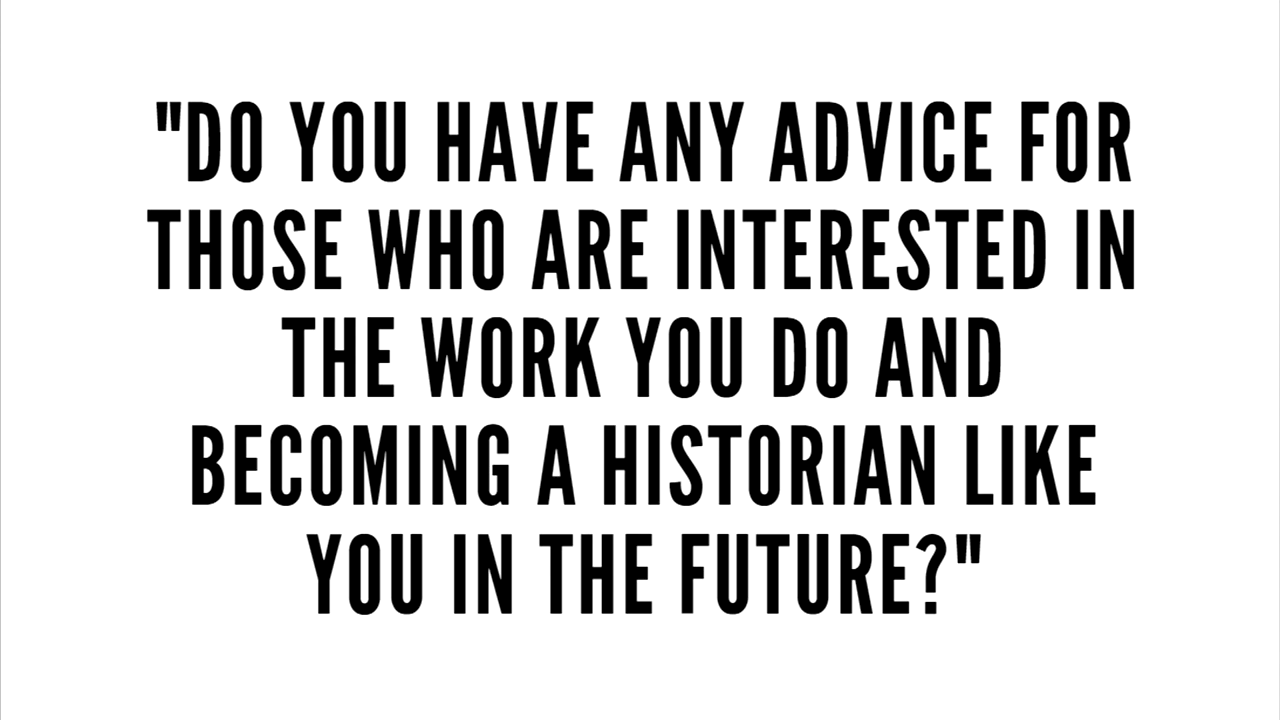 "DO YOU HAVE ANY ADVICE FOR
THOSE WHO ARE INTERESTED IN
THE WORK YOU DO AND
BECOMING A HISTORIAN LIKE
YOU IN THE FUTURE?"